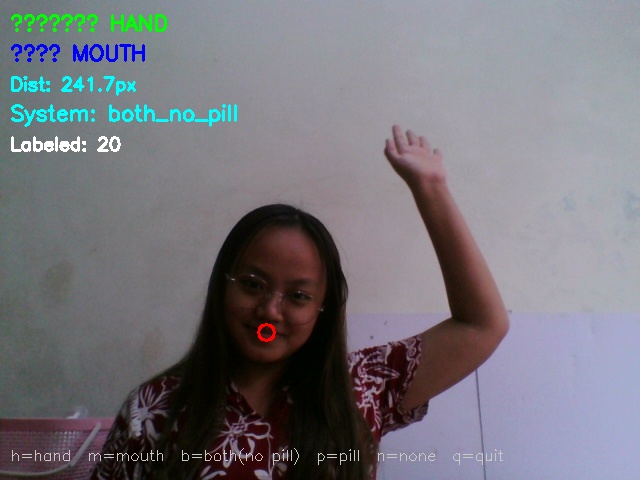 ??????? HAND
???? MOUTH
Dist: 241.7px
System: both_no_pill
Labeled: 20
h=hand m=mouth b=both(no pill) p=pill n=none q=quit